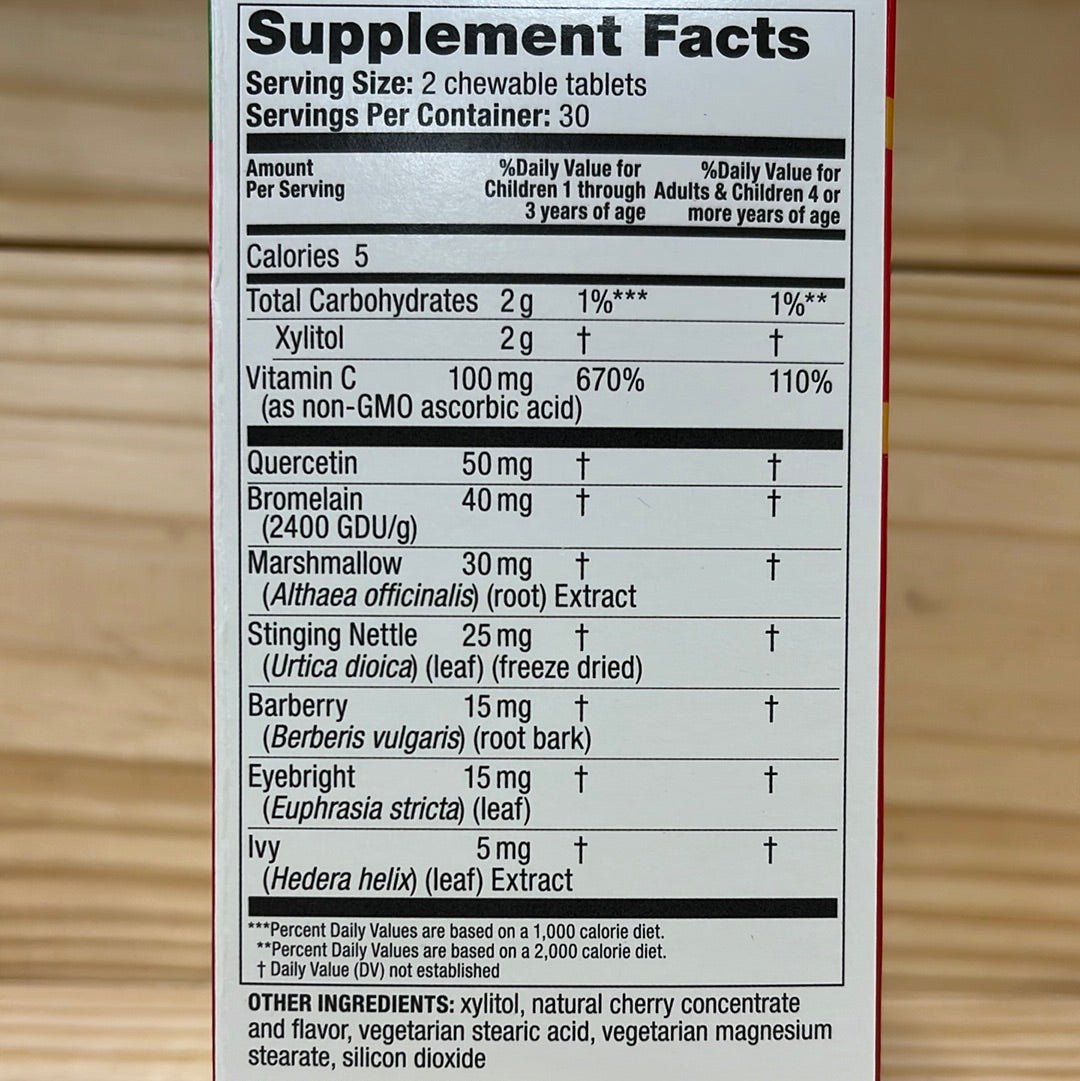 Supplement Facts
Serving Size: 2 chewable tablets
Servings Per Container: 30
Amount Per Serving
%Daily Value for Children 1 through 3 years of age
%Daily Value for Adults & Children 4 or more years of age
Calories 5
Total Carbohydrates 2 g 1%*** 1%**
Xylitol 2 g † †
Vitamin C 100 mg 670% 110%
(as non-GMO ascorbic acid)
Quercetin 50 mg † †
Bromelain 40 mg † †
(2400 GDU/g)
Marshmallow 30 mg † †
(Althaea officinalis) (root) Extract
Stinging Nettle 25 mg † †
(Urtica dioica) (leaf) (freeze dried)
Barberry 15 mg † †
(Berberis vulgaris) (root bark)
Eyebright 15 mg † †
(Euphrasia stricta) (leaf)
Ivy 5 mg † †
(Hedera helix) (leaf) Extract
***Percent Daily Values are based on a 1,000 calorie diet.
**Percent Daily Values are based on a 2,000 calorie diet.
† Daily Value (DV) not established
OTHER INGREDIENTS: xylitol, natural cherry concentrate
and flavor, vegetarian stearic acid, vegetarian magnesium
stearate, silicon dioxide